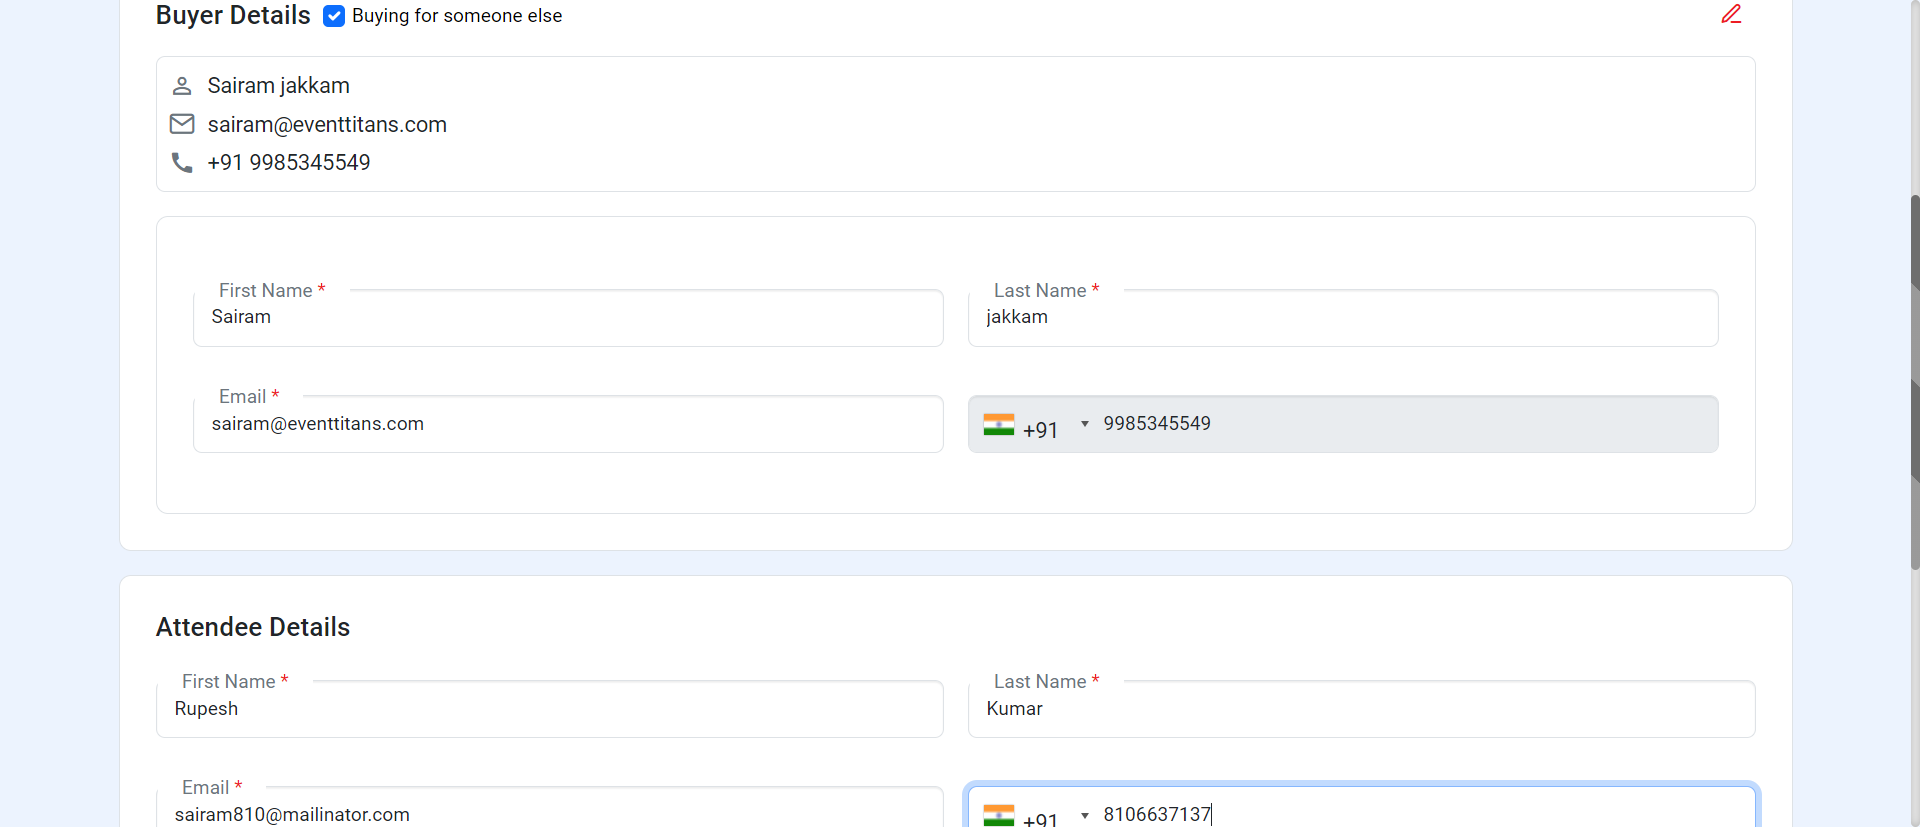 Buyer Details Buying for someone else
Sairam jakkam
sairam@eventtitans.com
+91 9985345549
First Name * Last Name *
Sairam jakkam
Email *
sairam@eventtitans.com +91 9985345549
Attendee Details
First Name * Last Name *
Rupesh Kumar
Email *
sairam810@mailinator.com +91 8106637137